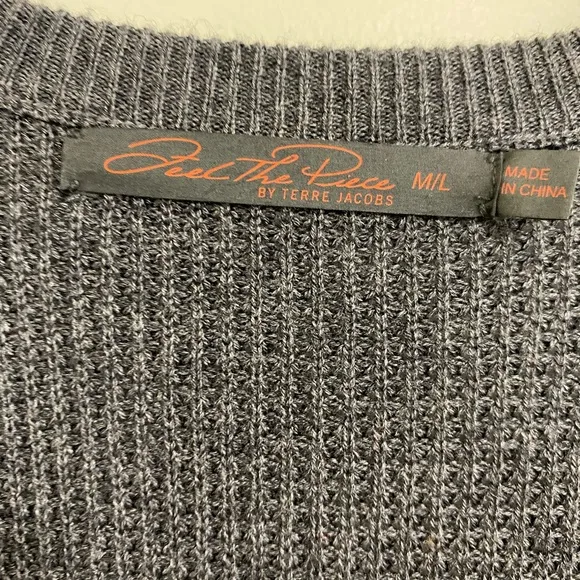 Feel The Piece M/L
BY TERRE JACOBS
MADE
IN CHINA